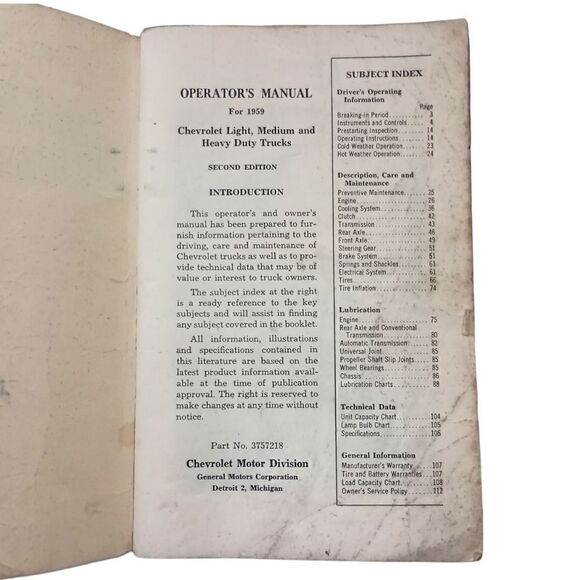 OPERATOR'S MANUAL
For 1959
Chevrolet Light, Medium and
Heavy Duty Trucks
SECOND EDITION
INTRODUCTION
This operator's and owner's
manual has been prepared to fur-
nish information pertaining to the
driving, care and maintenance of
Chevrolet trucks as well as to pro-
vide technical data that may be of
value or interest to truck owners.
The subject index at the right
is a ready reference to the key
subjects and will assist in finding
any subject covered in the booklet.
All information, illustrations
and specifications contained in
this literature are based on the
latest product information avail-
able at the time of publication
approval. The right is reserved to
make changes at any time without
notice.
Part No. 3757218
Chevrolet Motor Division
General Motors Corporation
Detroit 2, Michigan
SUBJECT INDEX
Driver's Operating
Information
Page
Breaking-in Period.......... 3
Instruments and Controls.... 4
Prestarting Inspection....... 14
Operating Instructions....... 14
Cold Weather Operation..... 23
Hot Weather Operation...... 24
Description, Care and
Maintenance
Preventive Maintenance...... 25
Engine.................... 26
Cooling System............. 36
Clutch..................... 42
Transmission............... 43
Rear Axle.................. 46
Front Axle................. 49
Steering Gear............... 51
Brake System............... 51
Springs and Shackles........ 61
Electrical System............ 61
Tires...................... 66
Tire Inflation............... 74
Lubrication
Engine..................... 75
Rear Axle and Conventional
Transmission............. 80
Automatic Transmission...... 82
Universal Joint.............. 85
Propeller Shaft Slip Joints.... 85
Wheel Bearings............. 85
Chassis.................... 86
Lubrication Charts........... 88
Technical Data
Unit Capacity Chart..........104
Lamp Bulb Chart............105
Specifications...............106
General Information
Manufacturer's Warranty.....107
Tire and Battery Warranties...107
Load Capacity Chart.........108
Owner's Service Policy.......112